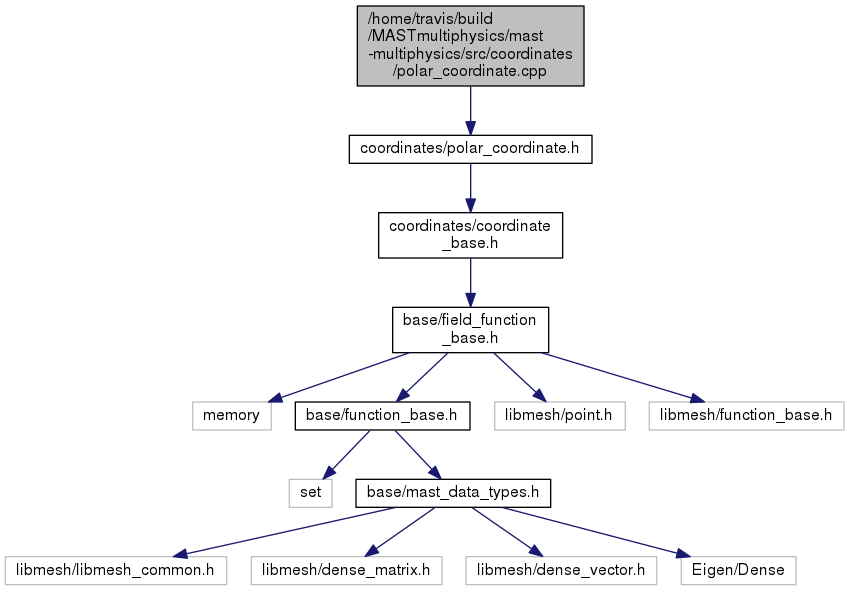 /home/travis/build
/MASTmultiphysics/mast
-multiphysics/src/coordinates
/polar_coordinate.cpp
coordinates/polar_coordinate.h
coordinates/coordinate
_base.h
base/field_function
_base.h
memory
base/function_base.h
libmesh/point.h
libmesh/function_base.h
set
base/mast_data_types.h
libmesh/libmesh_common.h
libmesh/dense_matrix.h
libmesh/dense_vector.h
Eigen/Dense